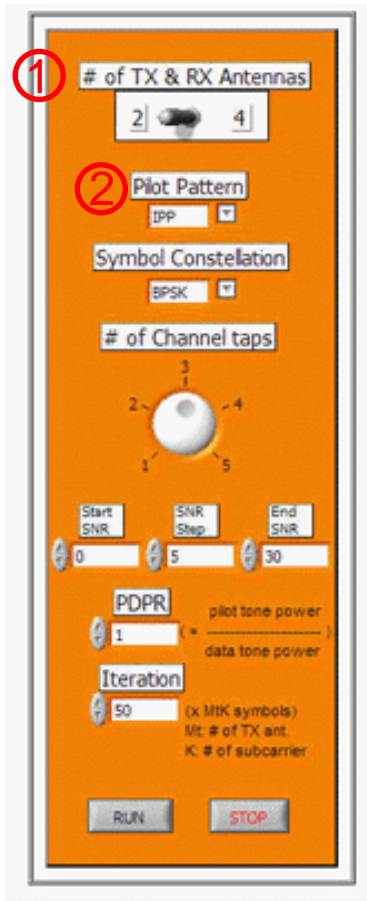 1 # of TX & RX Antennas
2 4
2 Pilot Pattern
IPP
Symbol Constellation
BPSK
# of Channel taps
3
2 4
1 5
Start SNR Step End
SNR Step SNR
0 5 30
PDPR
pilot tone power
1 ( = ---------------- )
data tone power
Iteration
50 (x MtK symbols)
Mt: # of TX ant.
K: # of subcarrier
RUN STOP